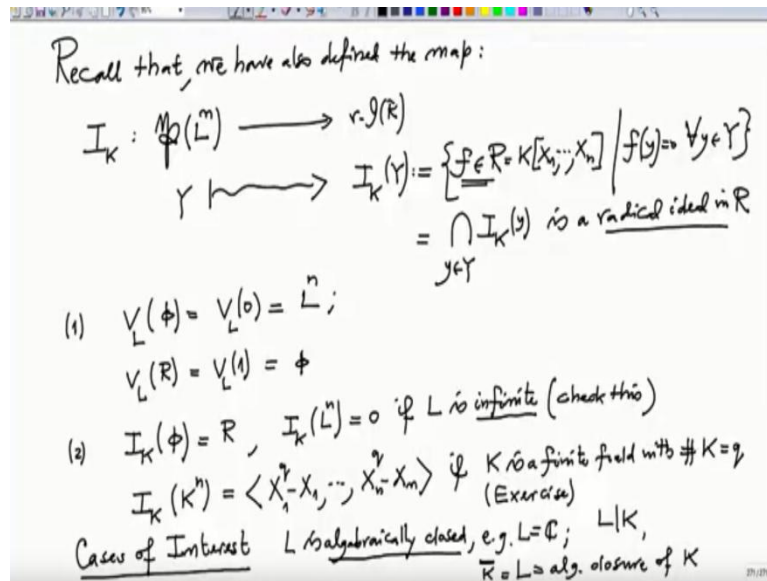 Recall that, we have also defined the map:
I_K : 𝔓(L^n) ⟶ r-𝓘(R)
Y ⟼ I_K(Y) := {f ∈ R = K[X_1, ..., X_n] | f(y)=0 ∀ y ∈ Y}
= ⋂_{y∈Y} I_K(y) is a radical ideal in R
(1) V_L(ϕ) = V_L(0) = L^n ;
V_L(R) = V_L(1) = ϕ
(2) I_K(ϕ) = R , I_K(L^n) = 0 if L is infinite (check this)
I_K(K^n) = ⟨X_1^q - X_1, ..., X_n^q - X_n⟩ if K is a finite field with # K = q
(Exercise)
Cases of Interest L is algebraically closed, e.g. L = ℂ ; L|K,
K̄ = L = alg. closure of K